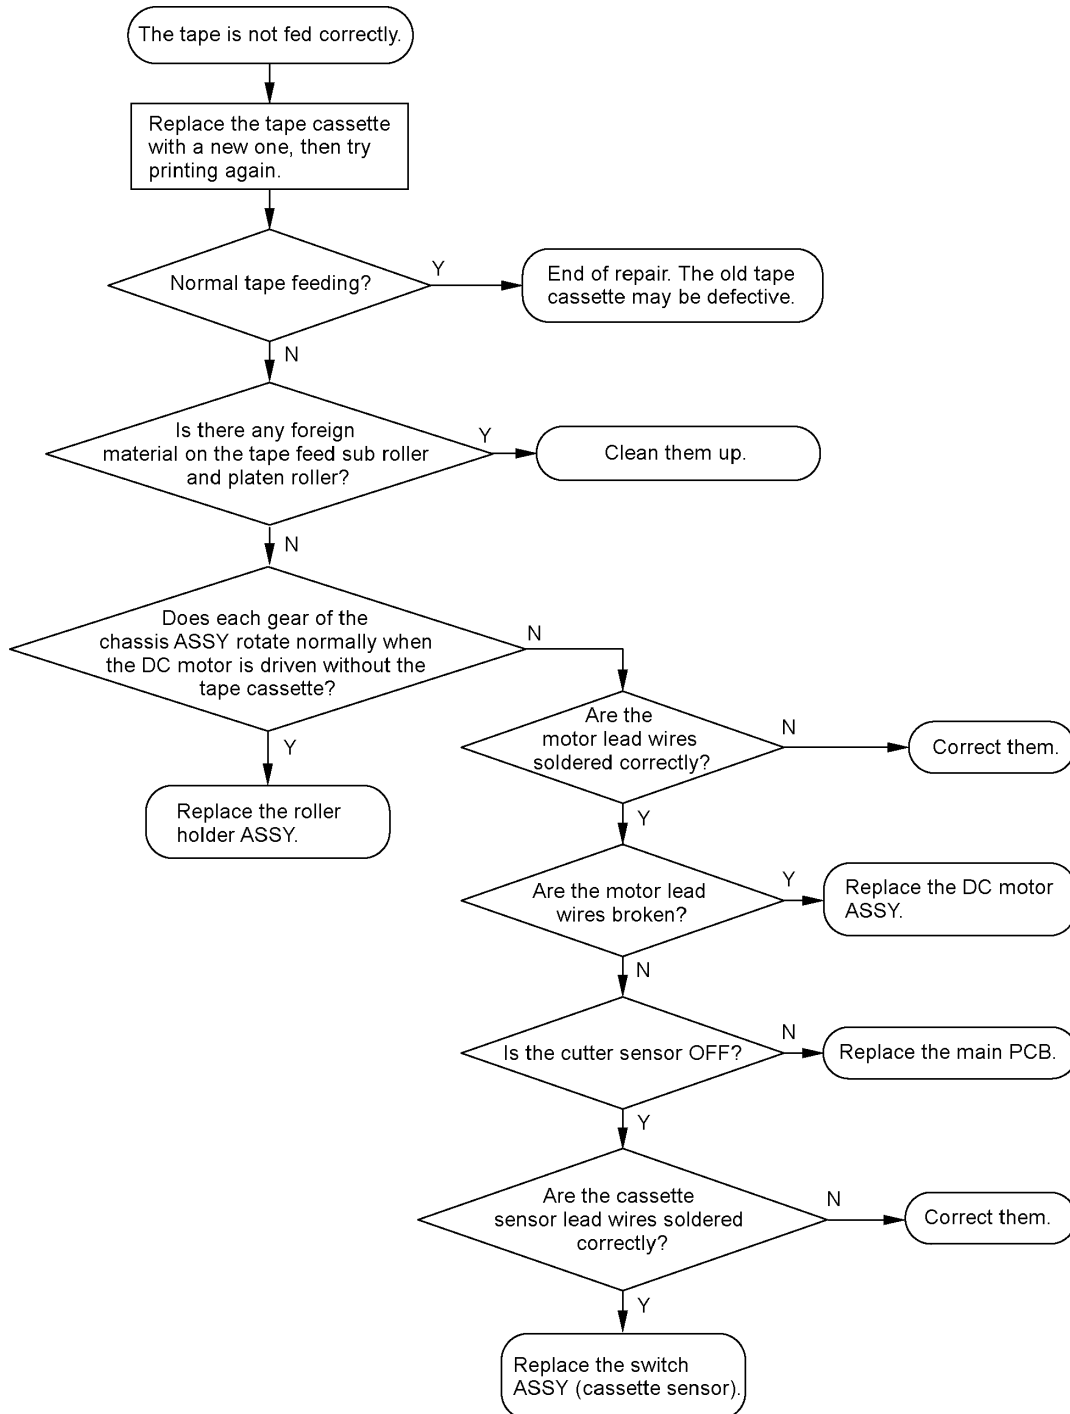 The tape is not fed correctly.
Replace the tape cassette
with a new one, then try
printing again.
Normal tape feeding?
Y
End of repair. The old tape
cassette may be defective.
N
Is there any foreign
material on the tape feed sub roller
and platen roller?
Y
Clean them up.
N
Does each gear of the
chassis ASSY rotate normally when
the DC motor is driven without the
tape cassette?
N
Y
Replace the roller
holder ASSY.
Are the
motor lead wires
soldered correctly?
N
Correct them.
Y
Are the motor lead
wires broken?
Y
Replace the DC motor
ASSY.
N
Is the cutter sensor OFF?
N
Replace the main PCB.
Y
Are the cassette
sensor lead wires soldered
correctly?
N
Correct them.
Y
Replace the switch
ASSY (cassette sensor).